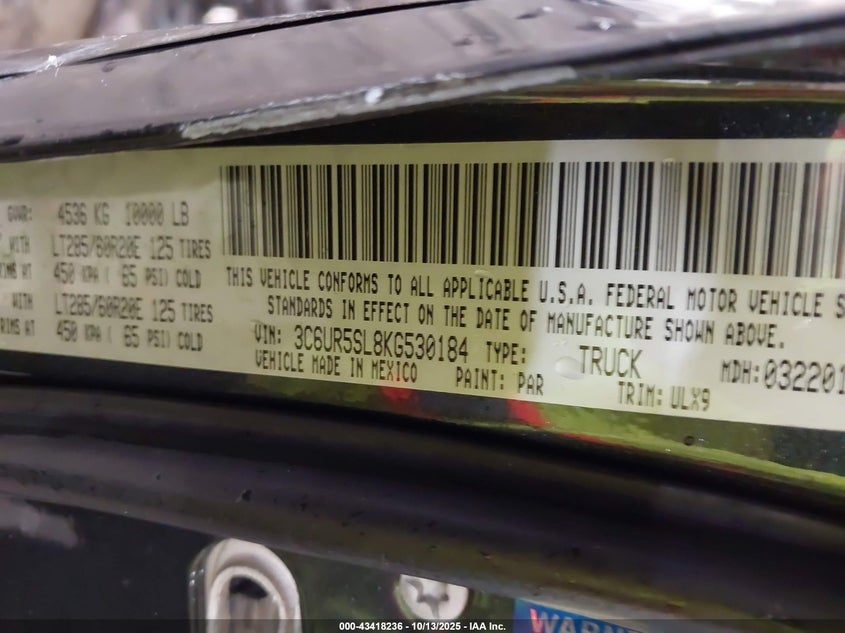 GVWR: 4536 KG 10000 LB
WITH LT285/60R20E 125 TIRES
AT 450 KPA ( 65 PSI) COLD
WITH LT285/60R20E 125 TIRES
RIMS AT 450 KPA ( 65 PSI) COLD
THIS VEHICLE CONFORMS TO ALL APPLICABLE U.S.A. FEDERAL MOTOR VEHICLE S
STANDARDS IN EFFECT ON THE DATE OF MANUFACTURE SHOWN ABOVE.
VIN: 3C6UR5SL8KG530184 TYPE: TRUCK MDH: 032201
VEHICLE MADE IN MEXICO PAINT: PAR TRIM: ULX9
WARN
000-43418236 - 10/13/2025 - IAA Inc.